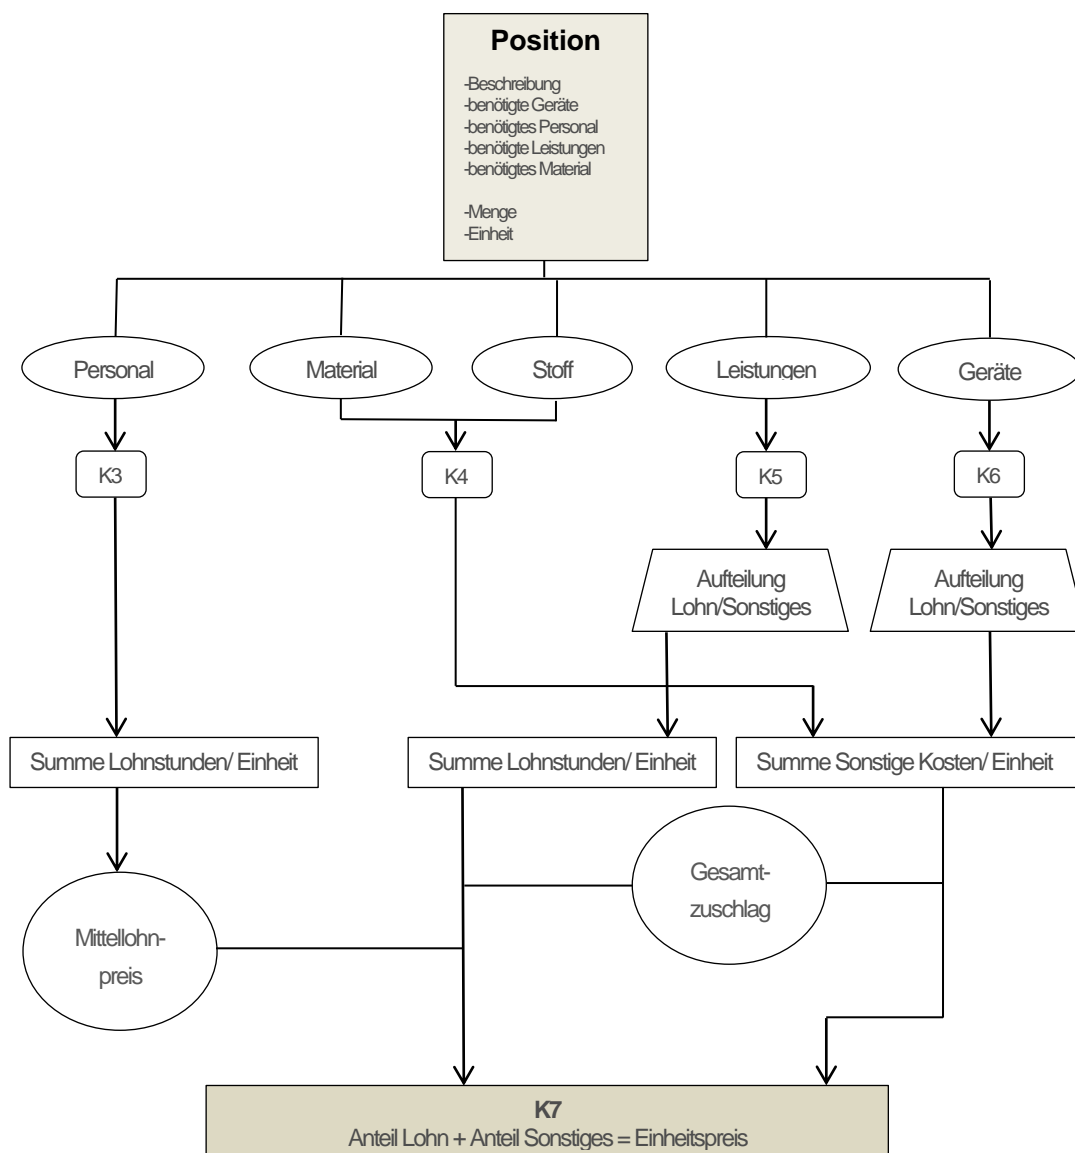 Position
-Beschreibung
-benötigte Geräte
-benötigtes Personal
-benötigte Leistungen
-benötigtes Material
-Menge
-Einheit
Personal
Material
Stoff
Leistungen
Geräte
K3
K4
K5
K6
Aufteilung
Lohn/Sonstiges
Aufteilung
Lohn/Sonstiges
Summe Lohnstunden/ Einheit
Summe Lohnstunden/ Einheit
Summe Sonstige Kosten/ Einheit
Gesamt-
zuschlag
Mittellohn-
preis
K7
Anteil Lohn + Anteil Sonstiges = Einheitspreis